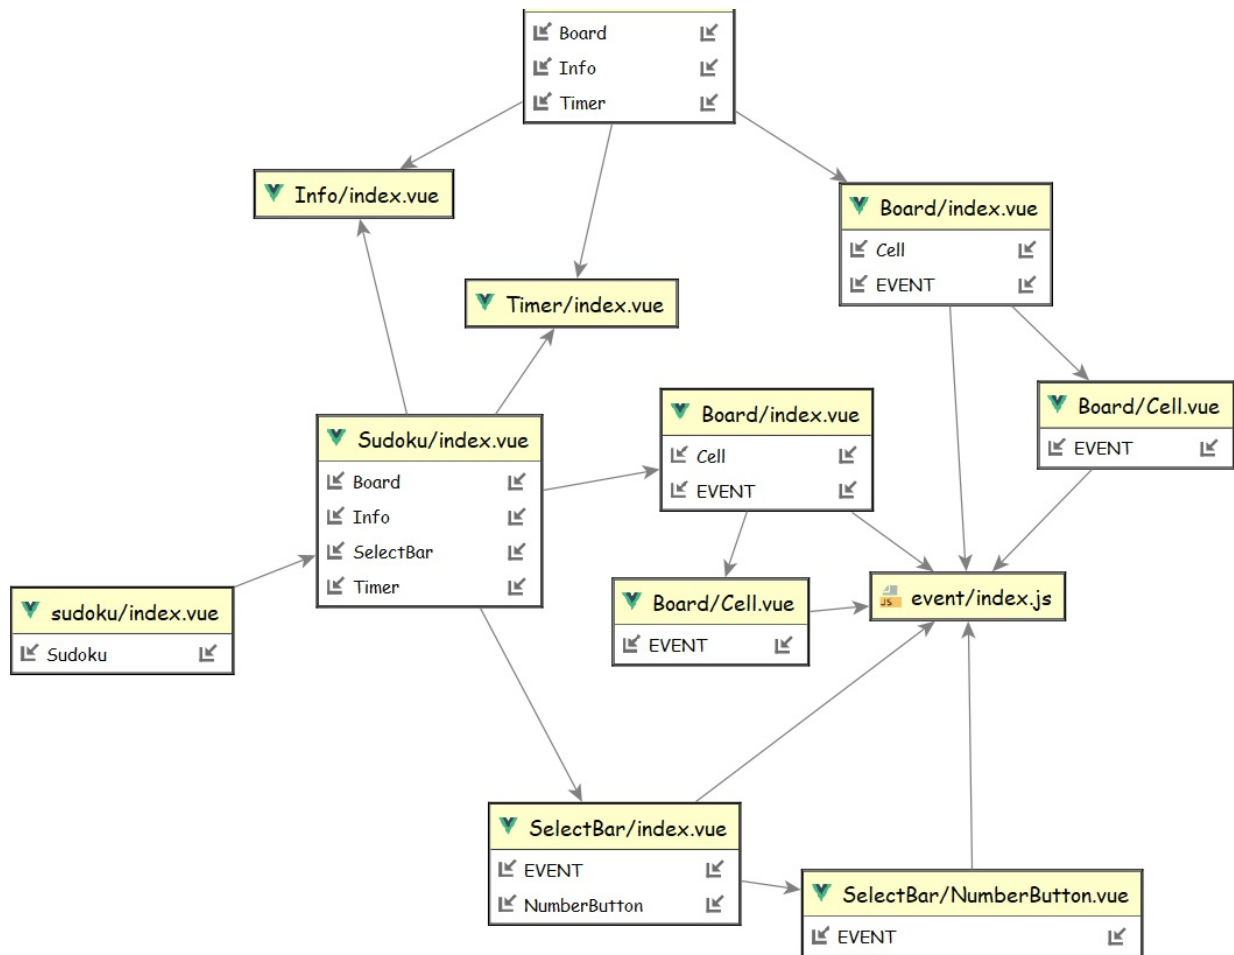 Board
Info
Timer
Info/index.vue
Board/index.vue
Cell
EVENT
Timer/index.vue
Board/Cell.vue
EVENT
Board/index.vue
Cell
EVENT
Sudoku/index.vue
Board
Info
SelectBar
Timer
sudoku/index.vue
Sudoku
Board/Cell.vue
EVENT
JS event/index.js
SelectBar/index.vue
EVENT
NumberButton
SelectBar/NumberButton.vue
EVENT